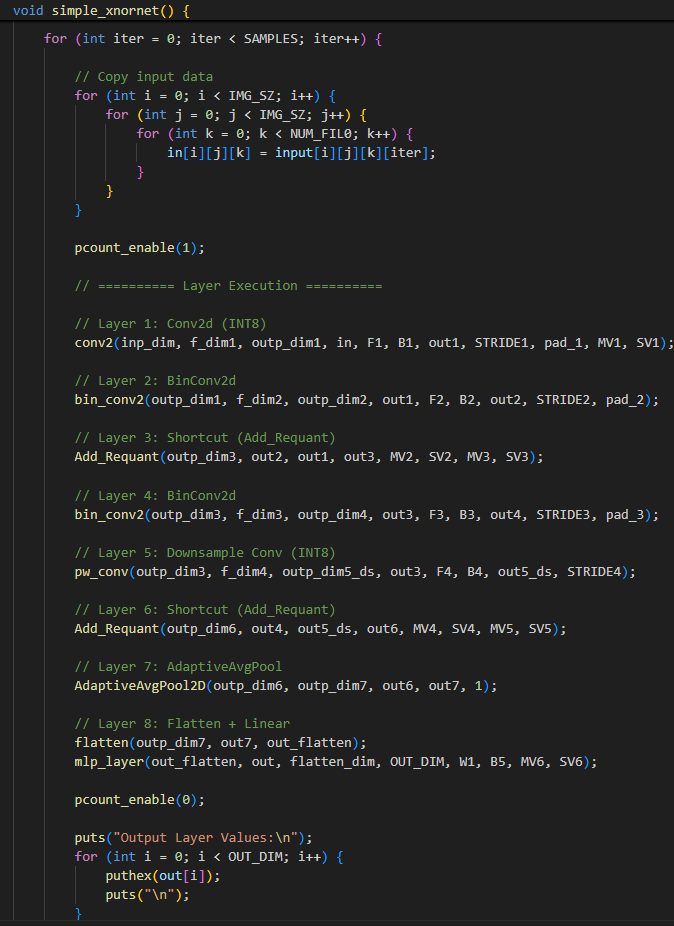 void simple_xnornet() {
for (int iter = 0; iter < SAMPLES; iter++) {
// Copy input data
for (int i = 0; i < IMG_SZ; i++) {
for (int j = 0; j < IMG_SZ; j++) {
for (int k = 0; k < NUM_FIL0; k++) {
in[i][j][k] = input[i][j][k][iter];
}
}
}
pcount_enable(1);
// ========== Layer Execution ==========
// Layer 1: Conv2d (INT8)
conv2(inp_dim, f_dim1, outp_dim1, in, F1, B1, out1, STRIDE1, pad_1, MV1, SV1);
// Layer 2: BinConv2d
bin_conv2(outp_dim1, f_dim2, outp_dim2, out1, F2, B2, out2, STRIDE2, pad_2);
// Layer 3: Shortcut (Add_Requant)
Add_Requant(outp_dim3, out2, out1, out3, MV2, SV2, MV3, SV3);
// Layer 4: BinConv2d
bin_conv2(outp_dim3, f_dim3, outp_dim4, out3, F3, B3, out4, STRIDE3, pad_3);
// Layer 5: Downsample Conv (INT8)
pw_conv(outp_dim3, f_dim4, outp_dim5_ds, out3, F4, B4, out5_ds, STRIDE4);
// Layer 6: Shortcut (Add_Requant)
Add_Requant(outp_dim6, out4, out5_ds, out6, MV4, SV4, MV5, SV5);
// Layer 7: AdaptiveAvgPool
AdaptiveAvgPool2D(outp_dim6, outp_dim7, out6, out7, 1);
// Layer 8: Flatten + Linear
flatten(outp_dim7, out7, out_flatten);
mlp_layer(out_flatten, out, flatten_dim, OUT_DIM, W1, B5, MV6, SV6);
pcount_enable(0);
puts("Output Layer Values:\n");
for (int i = 0; i < OUT_DIM; i++) {
puthex(out[i]);
puts("\n");
}